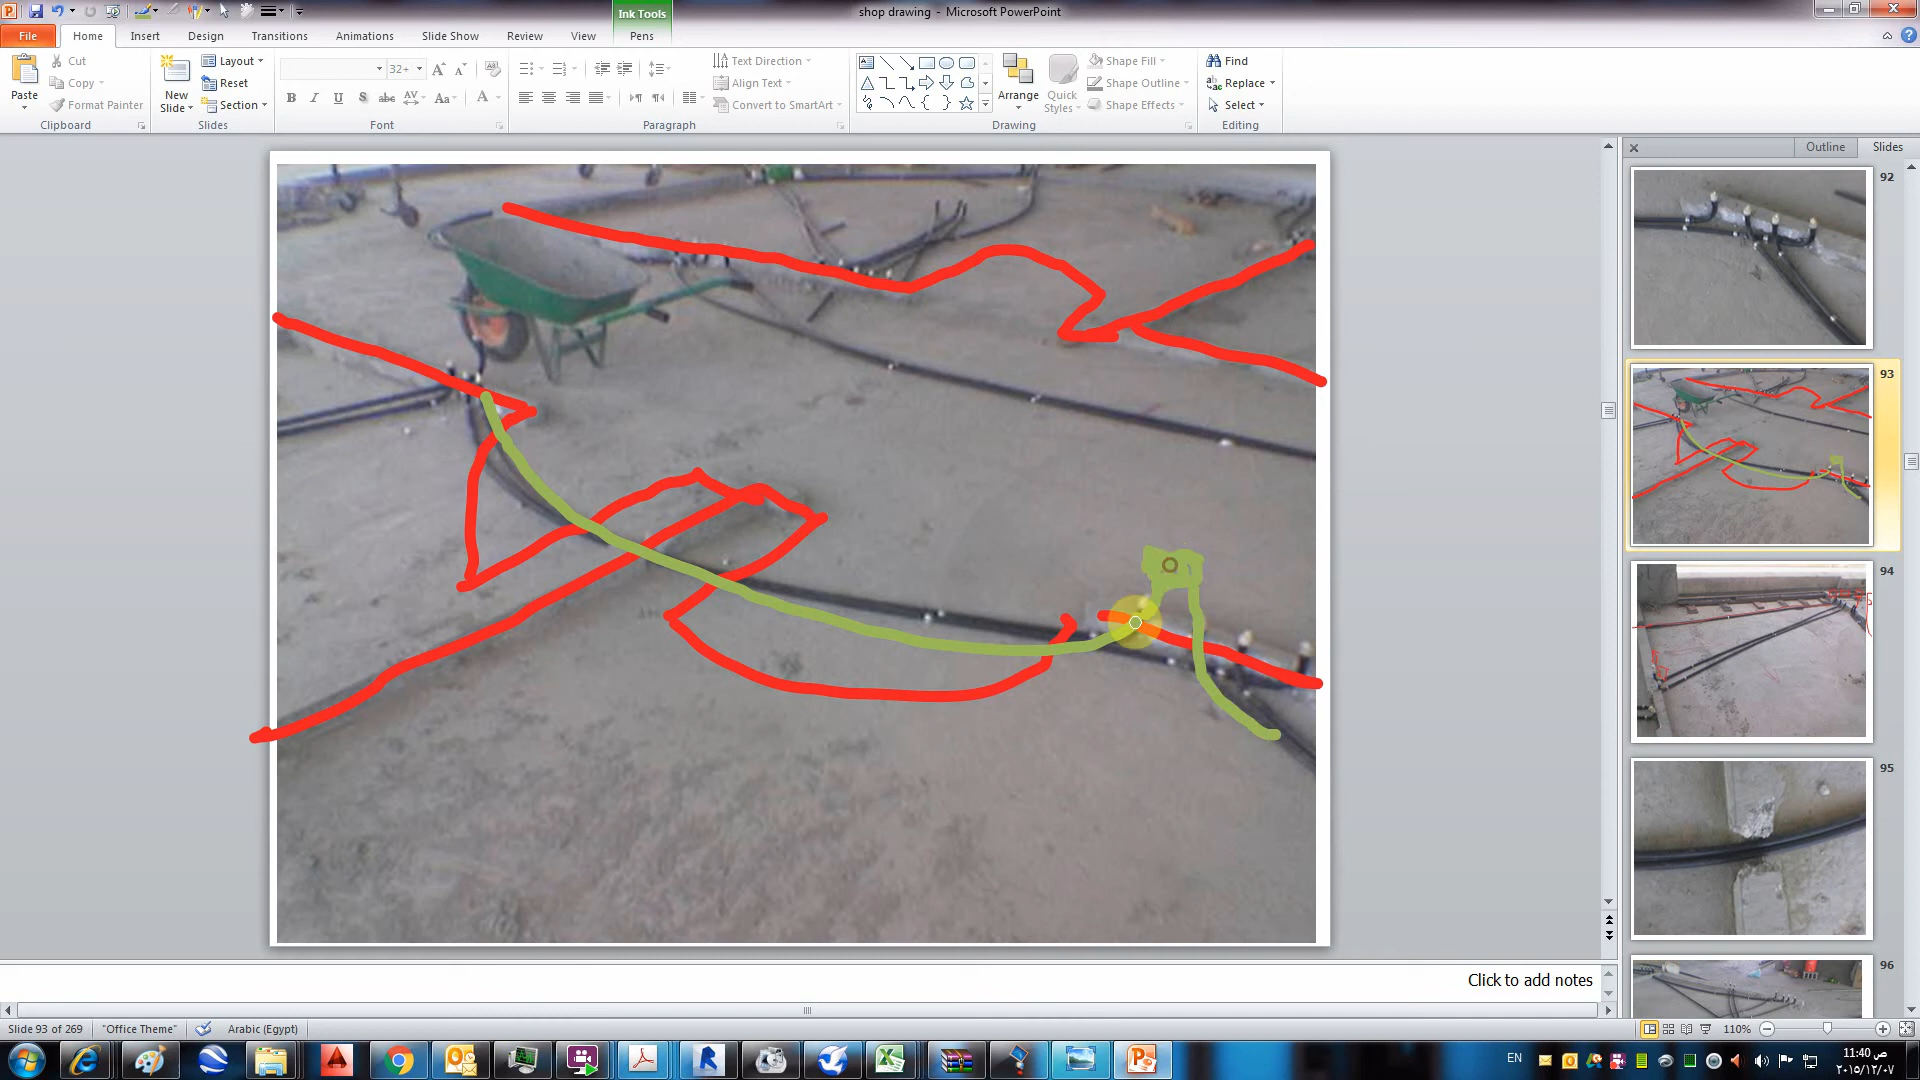 shop drawing - Microsoft PowerPoint
Ink Tools
File
Home
Insert
Design
Transitions
Animations
Slide Show
Review
View
Pens
Paste
Cut
Copy
Format Painter
Clipboard
New Slide
Layout
Reset
Section
Slides
32+
Font
Text Direction
Align Text
Convert to SmartArt
Paragraph
Arrange
Quick Styles
Shape Fill
Shape Outline
Shape Effects
Drawing
Find
Replace
Select
Editing
Outline
Slides
92
93
94
95
96
Click to add notes
Slide 93 of 269
"Office Theme"
Arabic (Egypt)
110%
EN
11:40 ص
٢٠١٥/١٢/٠٧